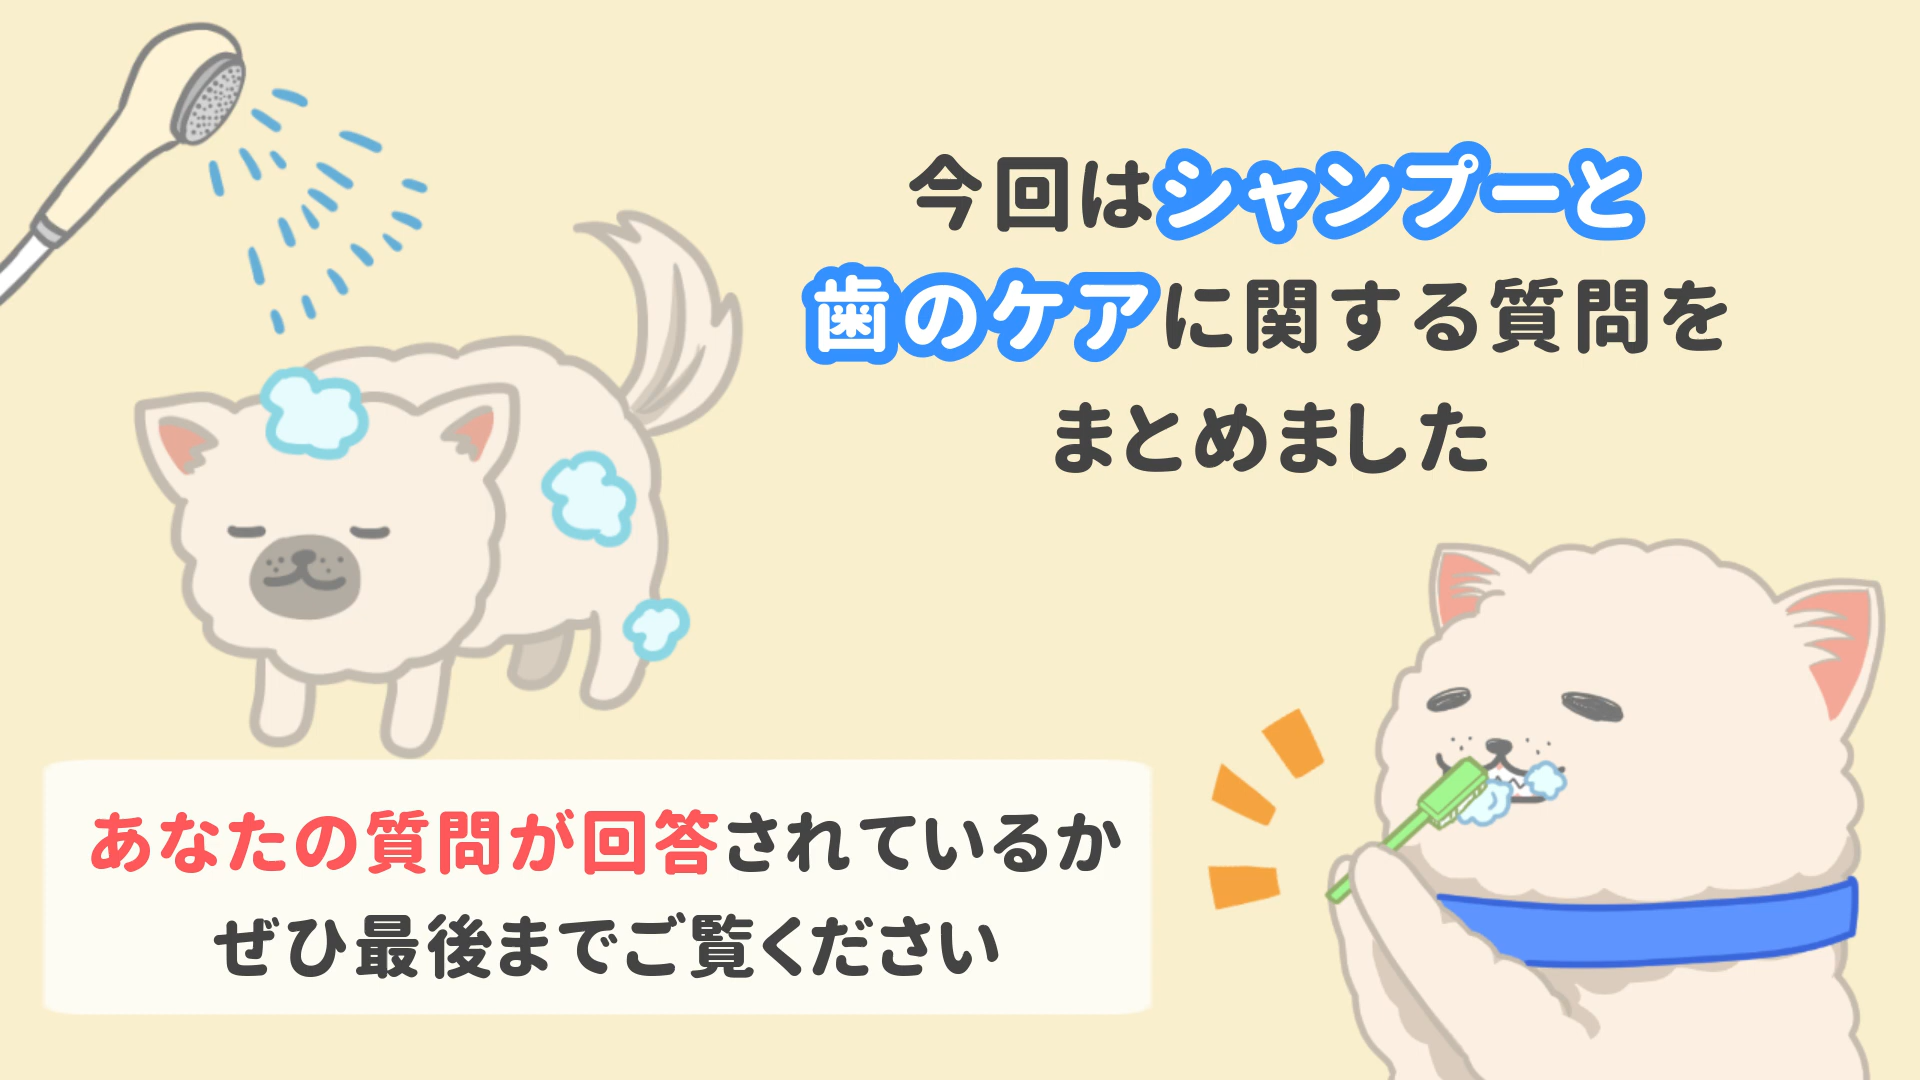 今回はシャンプーと
歯のケアに関する質問を
まとめました
あなたの質問が回答されているか
ぜひ最後までご覧ください